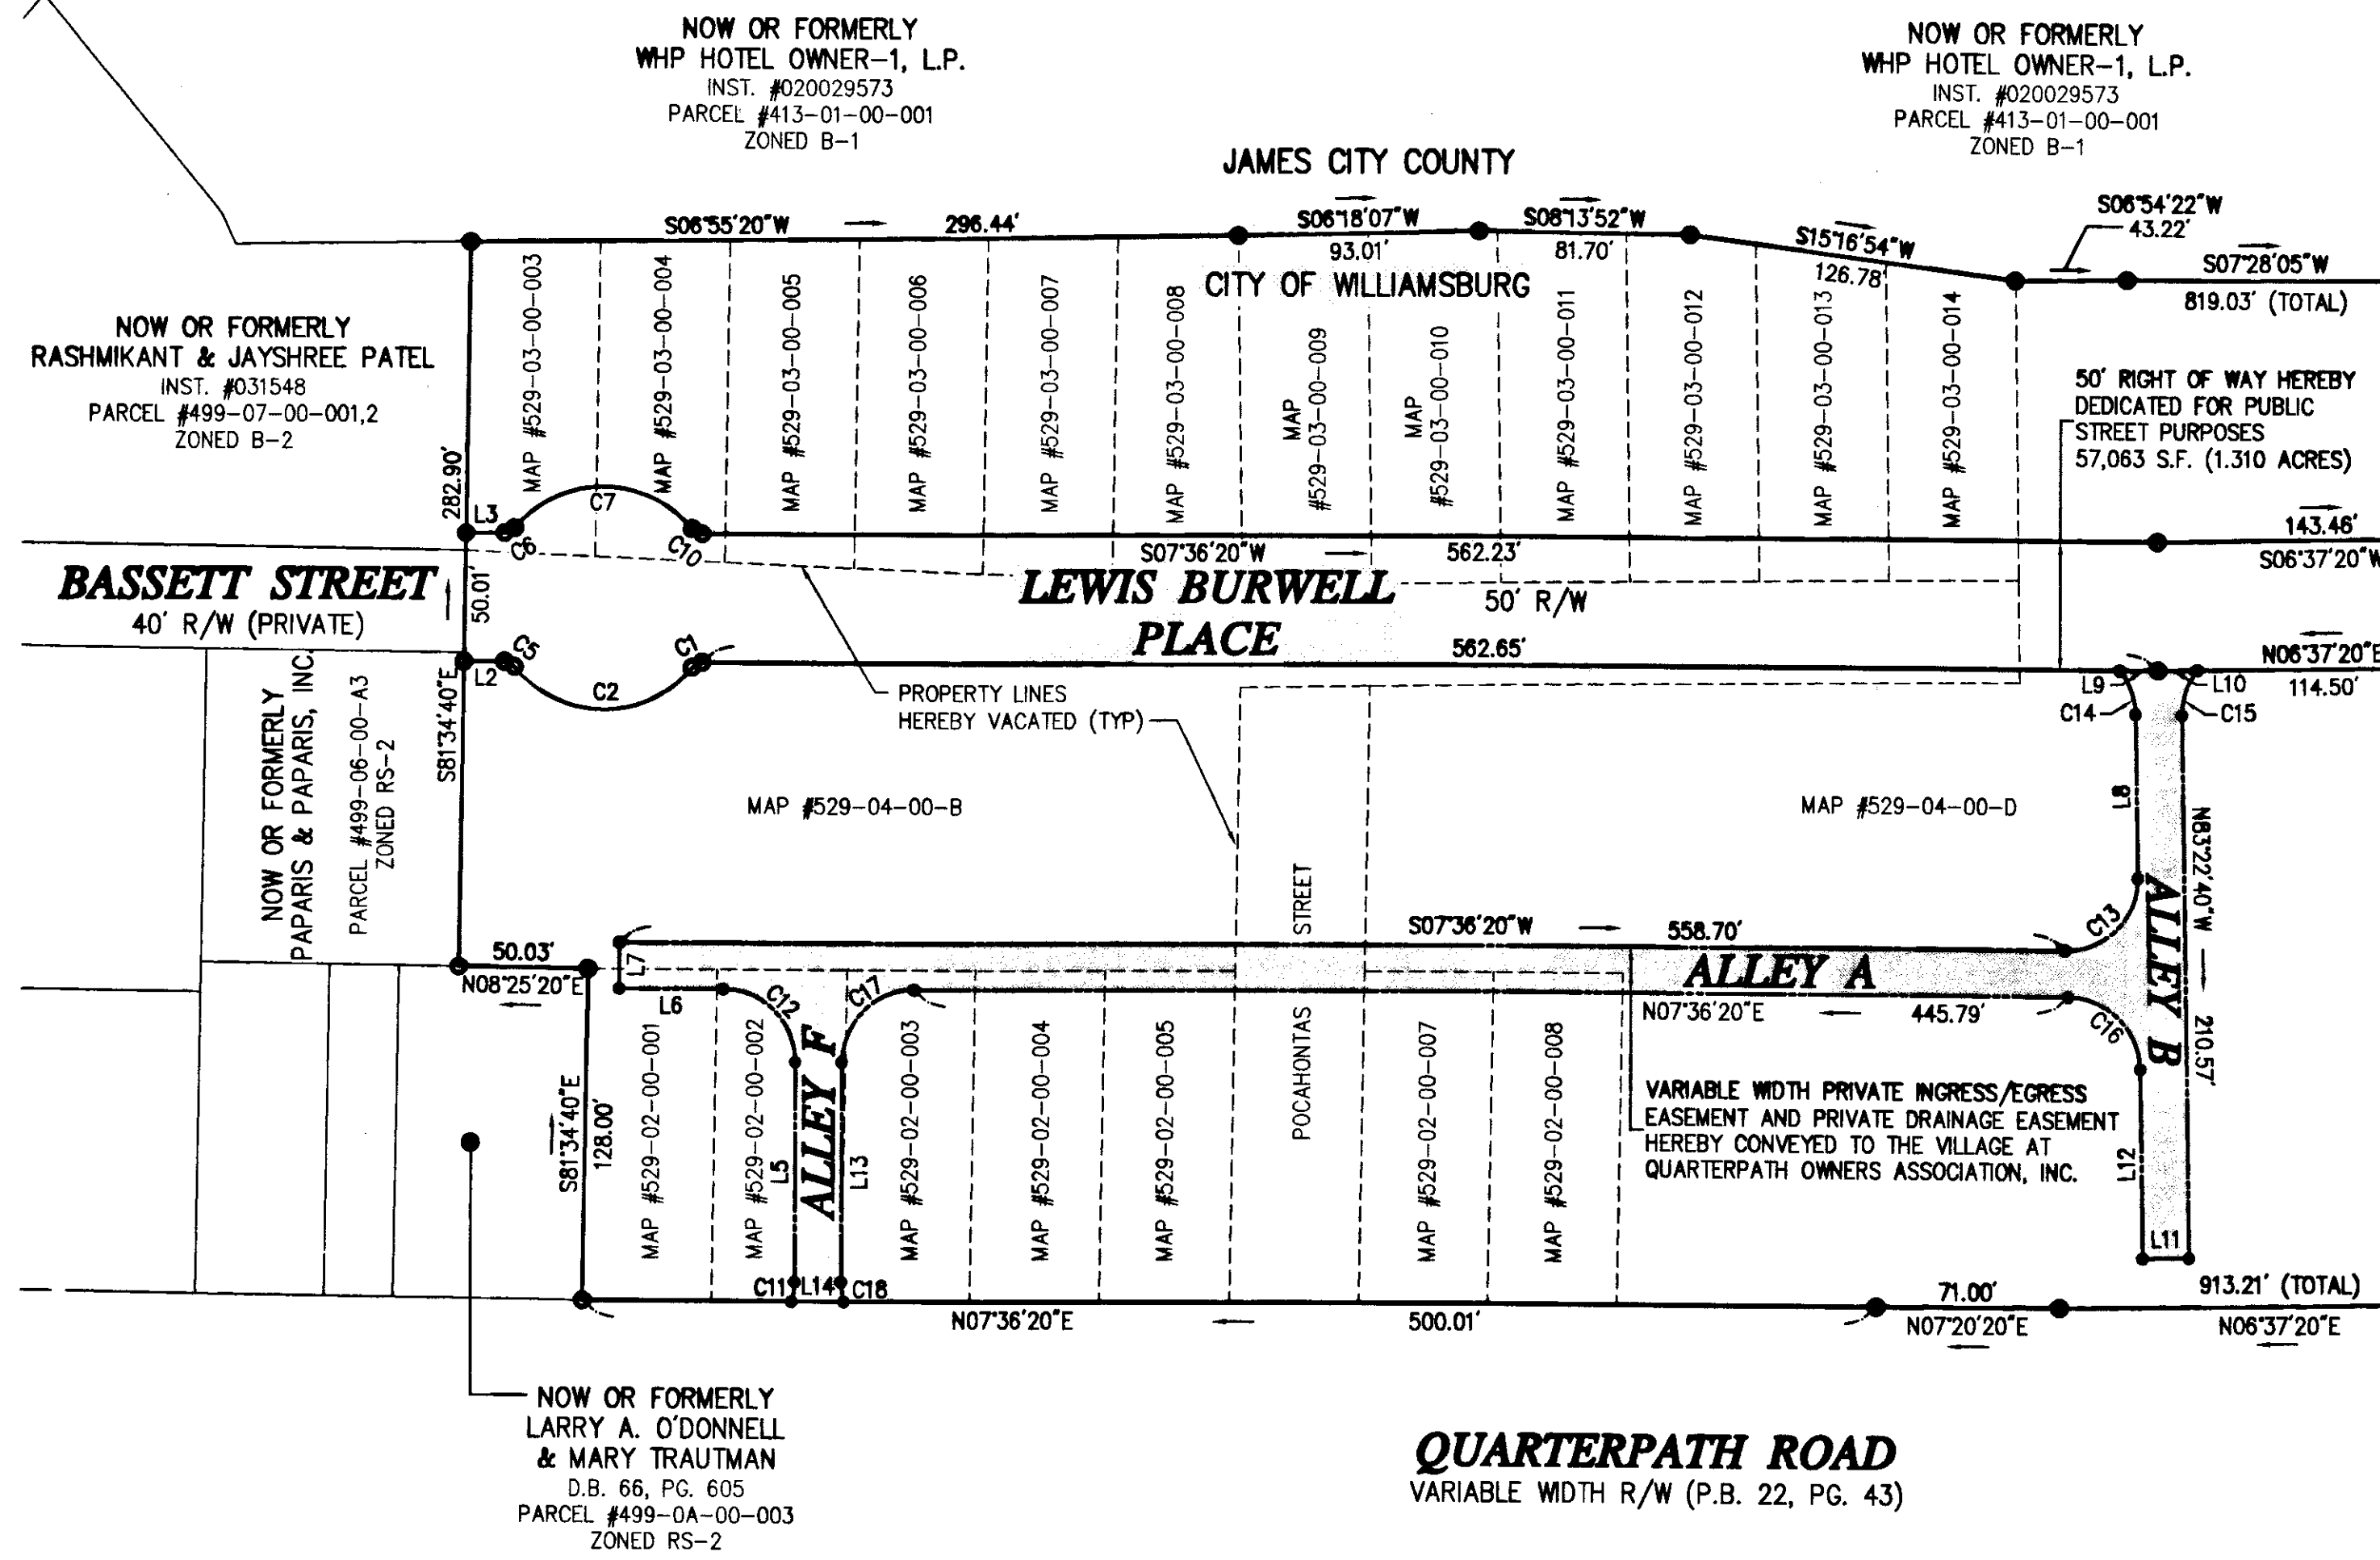 NOW OR FORMERLY
WHP HOTEL OWNER-1, L.P.
INST. #020029573
PARCEL #413-01-00-001
ZONED B-1
NOW OR FORMERLY
WHP HOTEL OWNER-1, L.P.
INST. #020029573
PARCEL #413-01-00-001
ZONED B-1
JAMES CITY COUNTY
S06°55'20"W
296.44'
S06°18'07"W
93.01'
S08°13'52"W
81.70'
S15°16'54"W
126.78'
S06°54'22"W
43.22'
S07°28'05"W
819.03' (TOTAL)
CITY OF WILLIAMSBURG
NOW OR FORMERLY
RASHMIKANT & JAYSHREE PATEL
INST. #031548
PARCEL #499-07-00-001,2
ZONED B-2
MAP #529-03-00-003
MAP #529-03-00-004
MAP #529-03-00-005
MAP #529-03-00-006
MAP #529-03-00-007
MAP #529-03-00-008
MAP
#529-03-00-009
MAP
#529-03-00-010
MAP #529-03-00-011
MAP #529-03-00-012
MAP #529-03-00-013
MAP #529-03-00-014
50' RIGHT OF WAY HEREBY
DEDICATED FOR PUBLIC
STREET PURPOSES
57,063 S.F. (1.310 ACRES)
282.90'
L3
C6
C7
C10
S07°36'20"W
562.23'
143.46'
S06°37'20"W
BASSETT STREET
40' R/W (PRIVATE)
50.01'
LEWIS BURWELL
PLACE
50' R/W
562.65'
N06°37'20"E
114.50'
L2
C5
C2
C1
L9
L10
C14
C15
S81°34'40"E
NOW OR FORMERLY
PAPARIS & PAPARIS, INC.
PARCEL #499-06-00-A3
ZONED RS-2
PROPERTY LINES
HEREBY VACATED (TYP)
MAP #529-04-00-B
MAP #529-04-00-D
L8
N83°22'40"W
210.57'
ALLEY B
C13
C16
L12
L11
50.03'
N08°25'20"E
L7
L6
C12
C17
S07°36'20"W
558.70'
ALLEY A
N07°36'20"E
445.79'
POCAHONTAS STREET
S81°34'40"E
128.00'
MAP #529-02-00-001
MAP #529-02-00-002
L5
ALLEY F
L13
MAP #529-02-00-003
MAP #529-02-00-004
MAP #529-02-00-005
MAP #529-02-00-007
MAP #529-02-00-008
VARIABLE WIDTH PRIVATE INGRESS/EGRESS
EASEMENT AND PRIVATE DRAINAGE EASEMENT
HEREBY CONVEYED TO THE VILLAGE AT
QUARTERPATH OWNERS ASSOCIATION, INC.
C11
L14
C18
N07°36'20"E
500.01'
71.00'
N07°20'20"E
913.21' (TOTAL)
N06°37'20"E
NOW OR FORMERLY
LARRY A. O'DONNELL
& MARY TRAUTMAN
D.B. 66, PG. 605
PARCEL #499-0A-00-003
ZONED RS-2
QUARTERPATH ROAD
VARIABLE WIDTH R/W (P.B. 22, PG. 43)